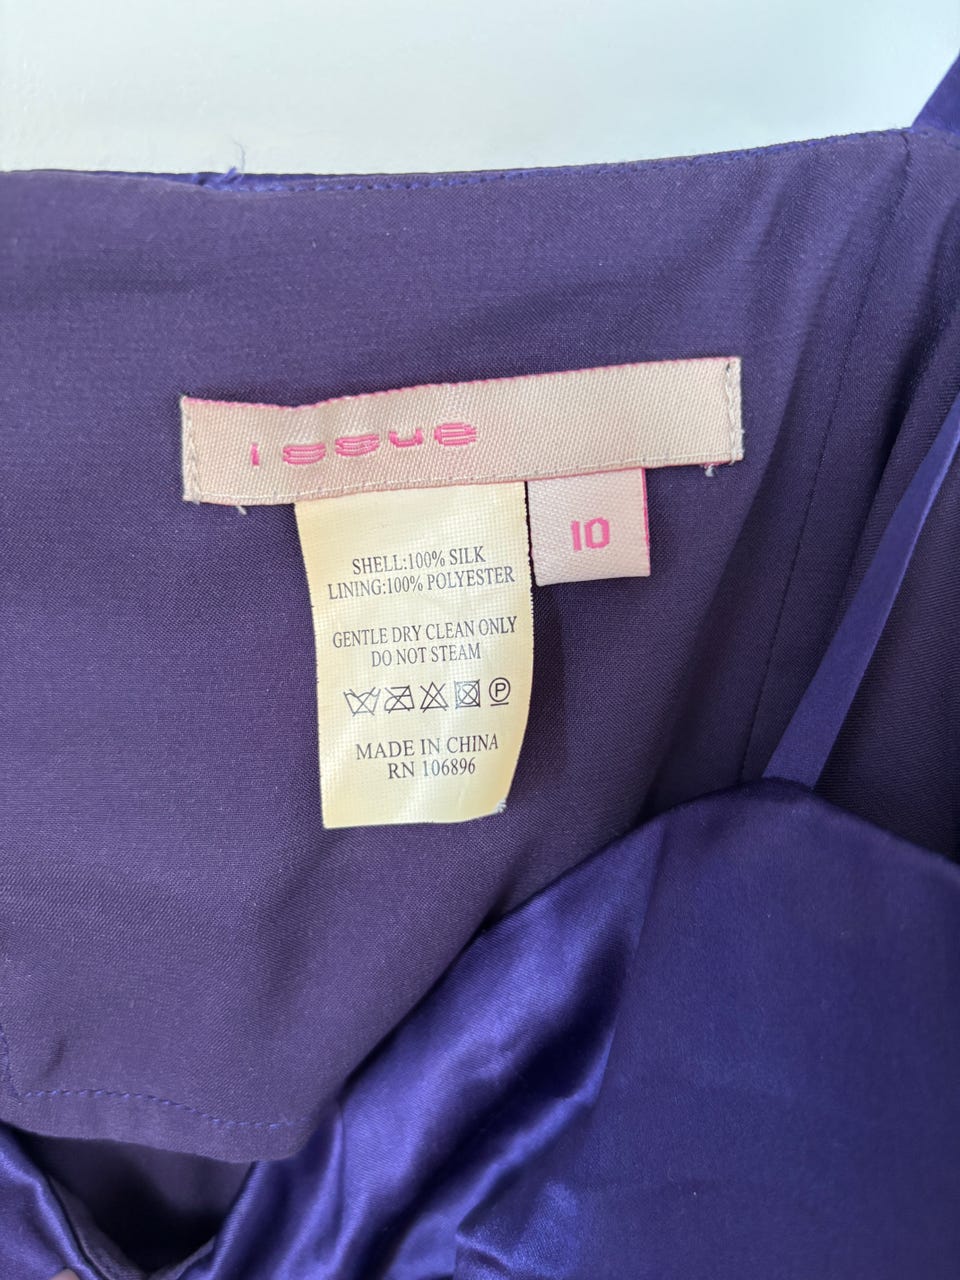 issue
10
SHELL:100% SILK
LINING:100% POLYESTER
GENTLE DRY CLEAN ONLY
DO NOT STEAM
P
MADE IN CHINA
RN 106896